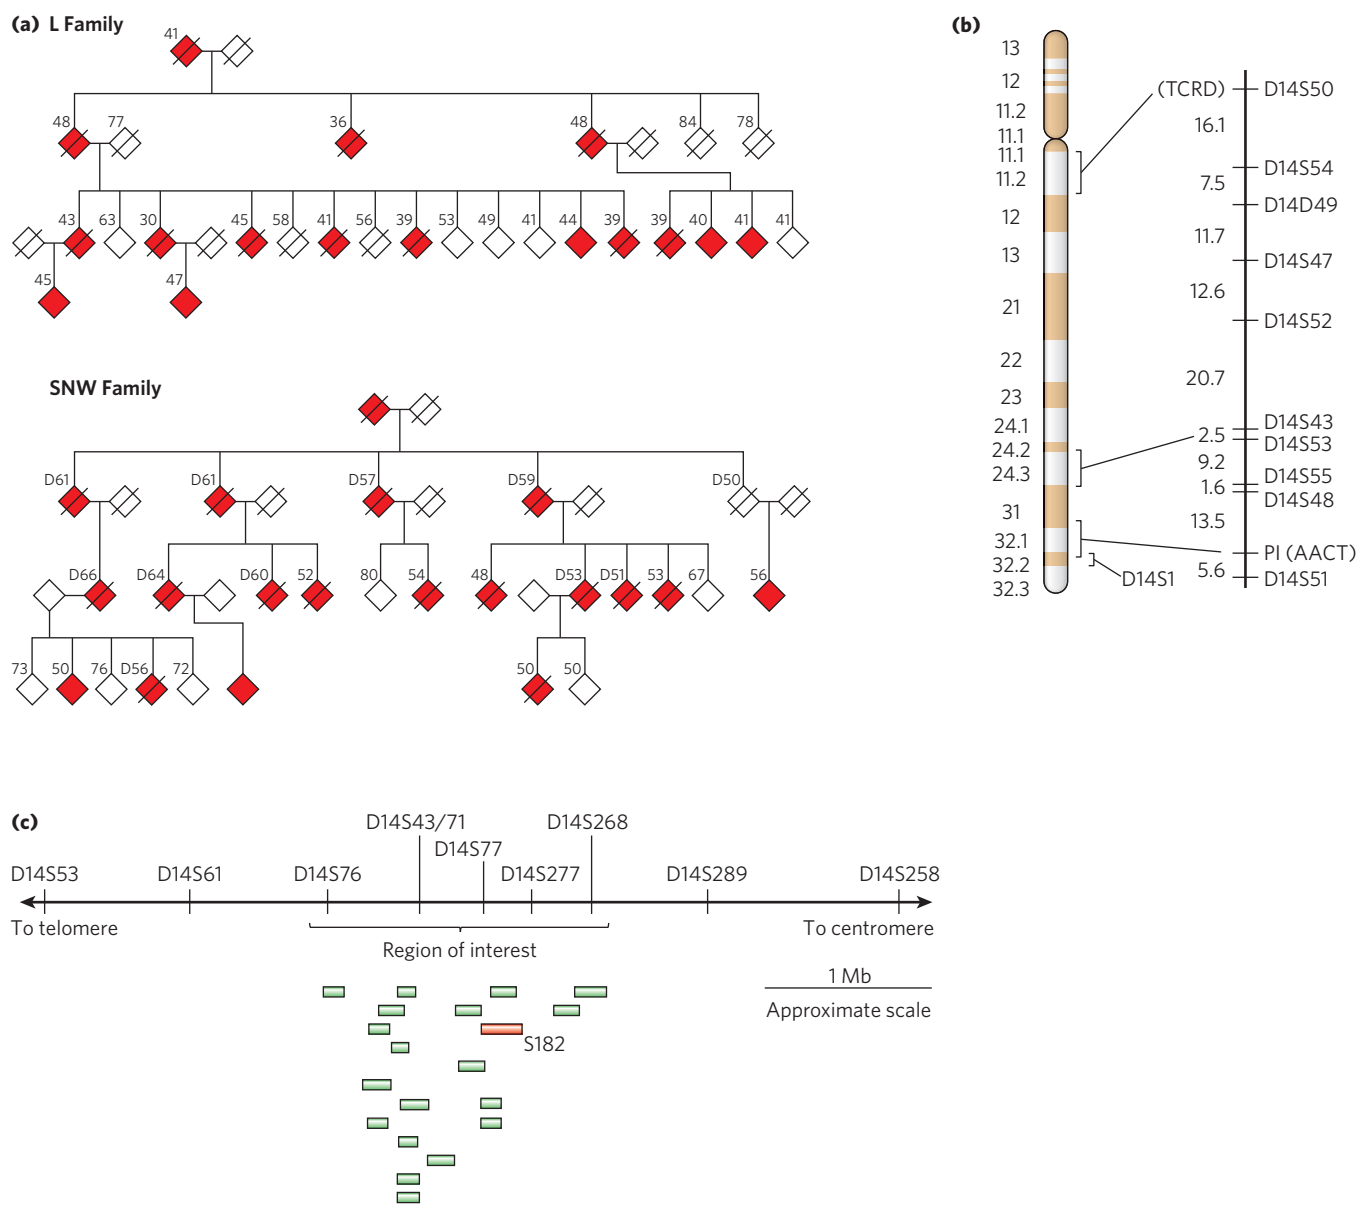 (a) L Family
41
48 77 36 48 84 78
43 63 30 45 58 41 56 39 53 49 41 44 39 39 40 41 41
45 47
SNW Family
D61 D61 D57 D59 D50
D66 D64 D60 52 80 54 48 D53 D51 53 67 56
73 50 76 D56 72 50 50
(b)
13
12
11.2
11.1
11.1
11.2
12
13
21
22
23
24.1
24.2
24.3
31
32.1
32.2
32.3
(TCRD) D14S50
16.1
D14S54
7.5
D14D49
11.7
D14S47
12.6
D14S52
20.7
D14S43
2.5
D14S53
9.2
D14S55
1.6
D14S48
13.5
PI (AACT)
5.6
D14S51
D14S1
(c)
D14S43/71 D14S268
D14S77
D14S53 D14S61 D14S76 D14S277 D14S289 D14S258
To telomere To centromere
Region of interest
1 Mb
Approximate scale
S182